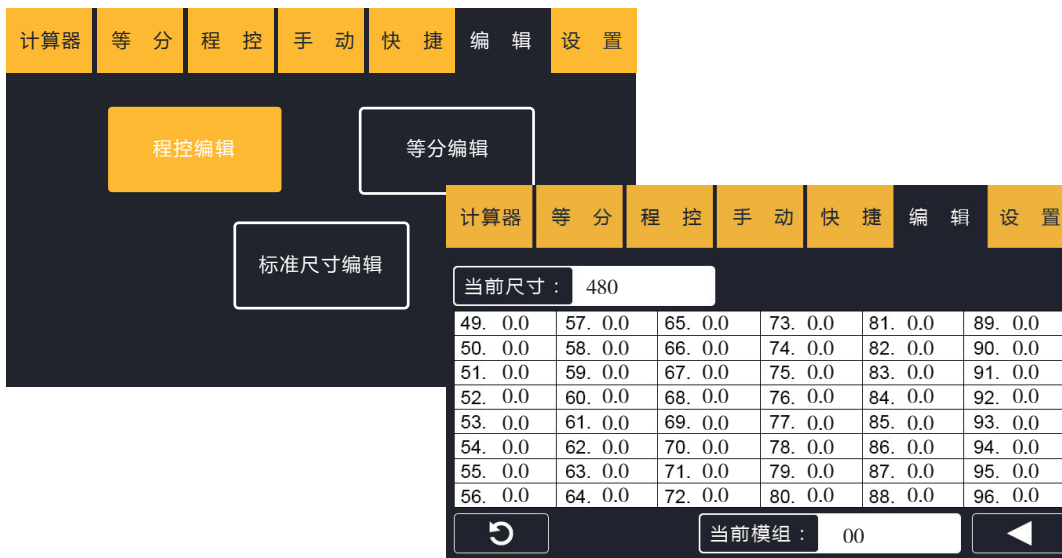 计算器 等 分 程 控 手 动 快 捷 编 辑 设 置
程控编辑 等分编辑
标准尺寸编辑
计算器 等 分 程 控 手 动 快 捷 编 辑 设 置
当前尺寸： 480
49. 0.0 57. 0.0 65. 0.0 73. 0.0 81. 0.0 89. 0.0
50. 0.0 58. 0.0 66. 0.0 74. 0.0 82. 0.0 90. 0.0
51. 0.0 59. 0.0 67. 0.0 75. 0.0 83. 0.0 91. 0.0
52. 0.0 60. 0.0 68. 0.0 76. 0.0 84. 0.0 92. 0.0
53. 0.0 61. 0.0 69. 0.0 77. 0.0 85. 0.0 93. 0.0
54. 0.0 62. 0.0 70. 0.0 78. 0.0 86. 0.0 94. 0.0
55. 0.0 63. 0.0 71. 0.0 79. 0.0 87. 0.0 95. 0.0
56. 0.0 64. 0.0 72. 0.0 80. 0.0 88. 0.0 96. 0.0
当前模组： 00